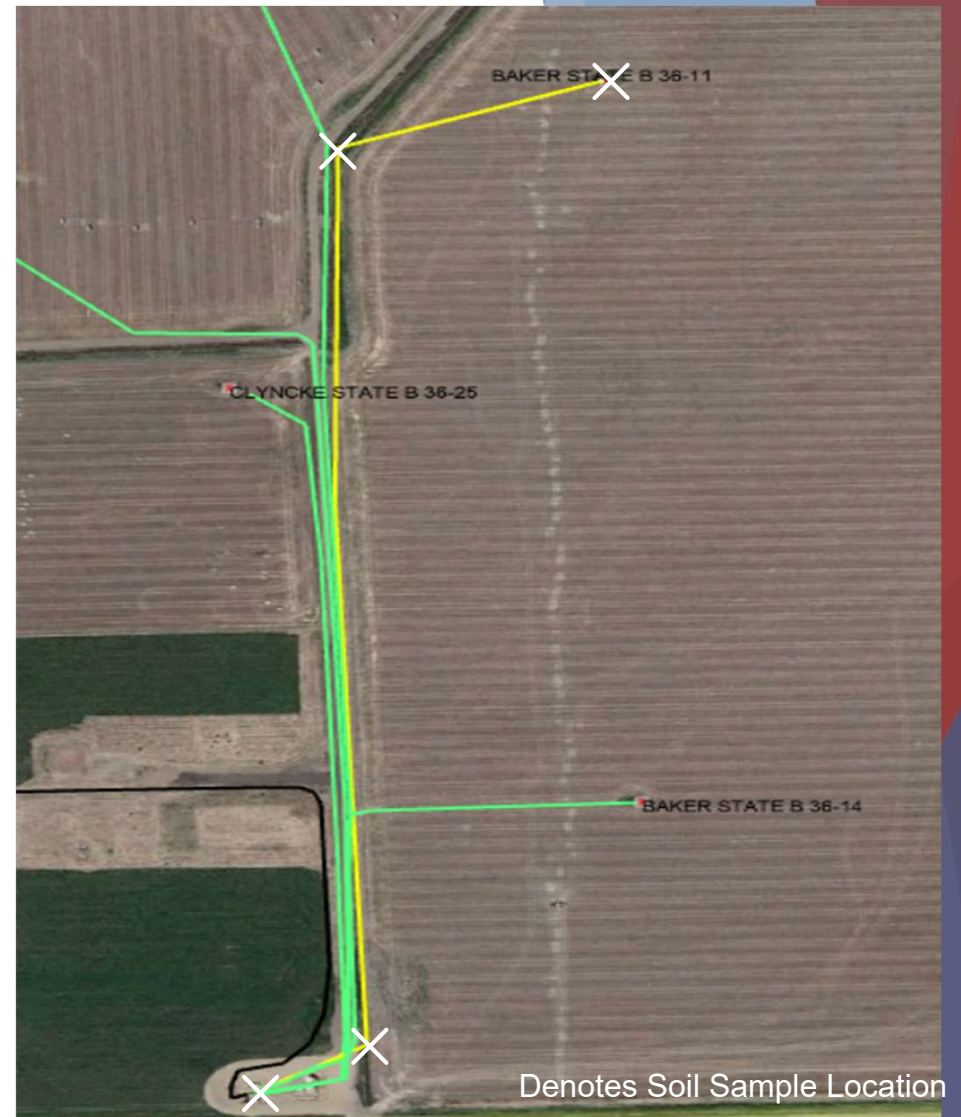 BAKER STATE B 36-11
CLYNCKE STATE B 36-25
BAKER STATE B 36-14
Denotes Soil Sample Location